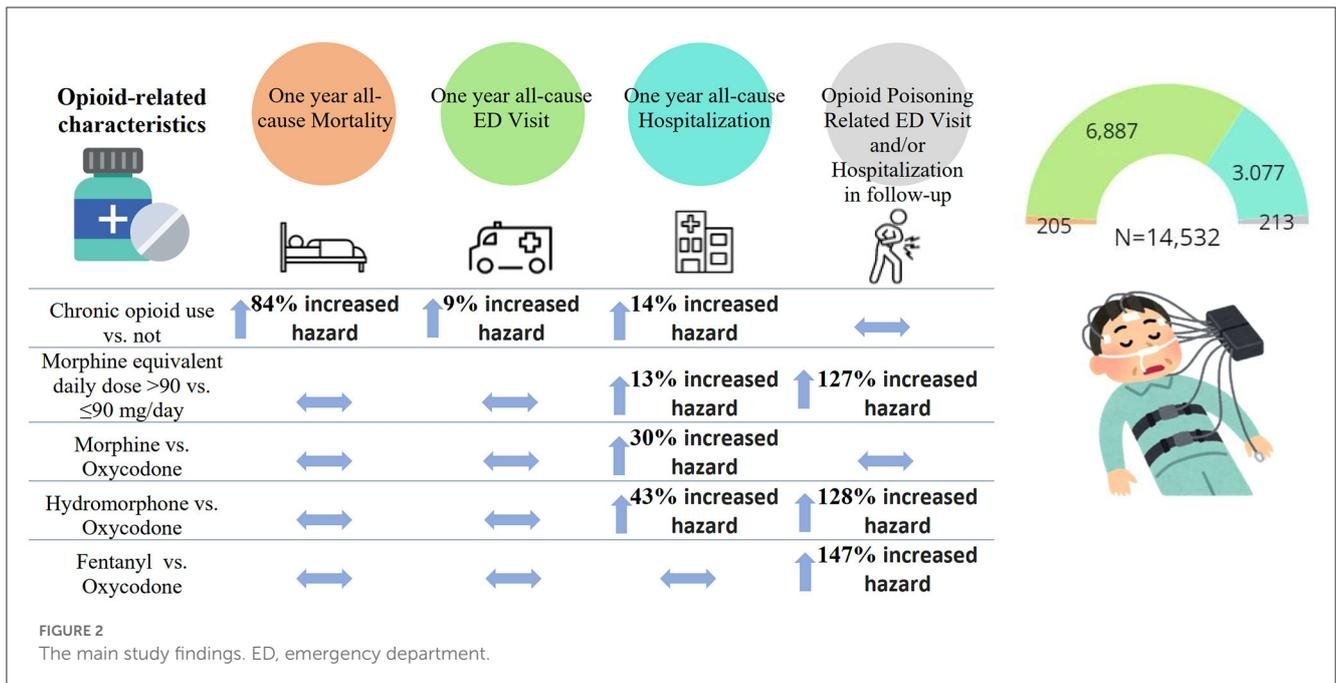 Opioid-related
characteristics
One year all-
cause Mortality
One year all-cause
ED Visit
One year all-cause
Hospitalization
Opioid Poisoning
Related ED Visit
and/or
Hospitalization
in follow-up
6,887
3.077
205
213
N=14,532
Chronic opioid use
vs. not
84% increased
hazard
9% increased
hazard
14% increased
hazard
Morphine equivalent
daily dose >90 vs.
≤90 mg/day
13% increased
hazard
127% increased
hazard
Morphine vs.
Oxycodone
30% increased
hazard
Hydromorphone vs.
Oxycodone
43% increased
hazard
128% increased
hazard
Fentanyl vs.
Oxycodone
147% increased
hazard
FIGURE 2
The main study findings. ED, emergency department.